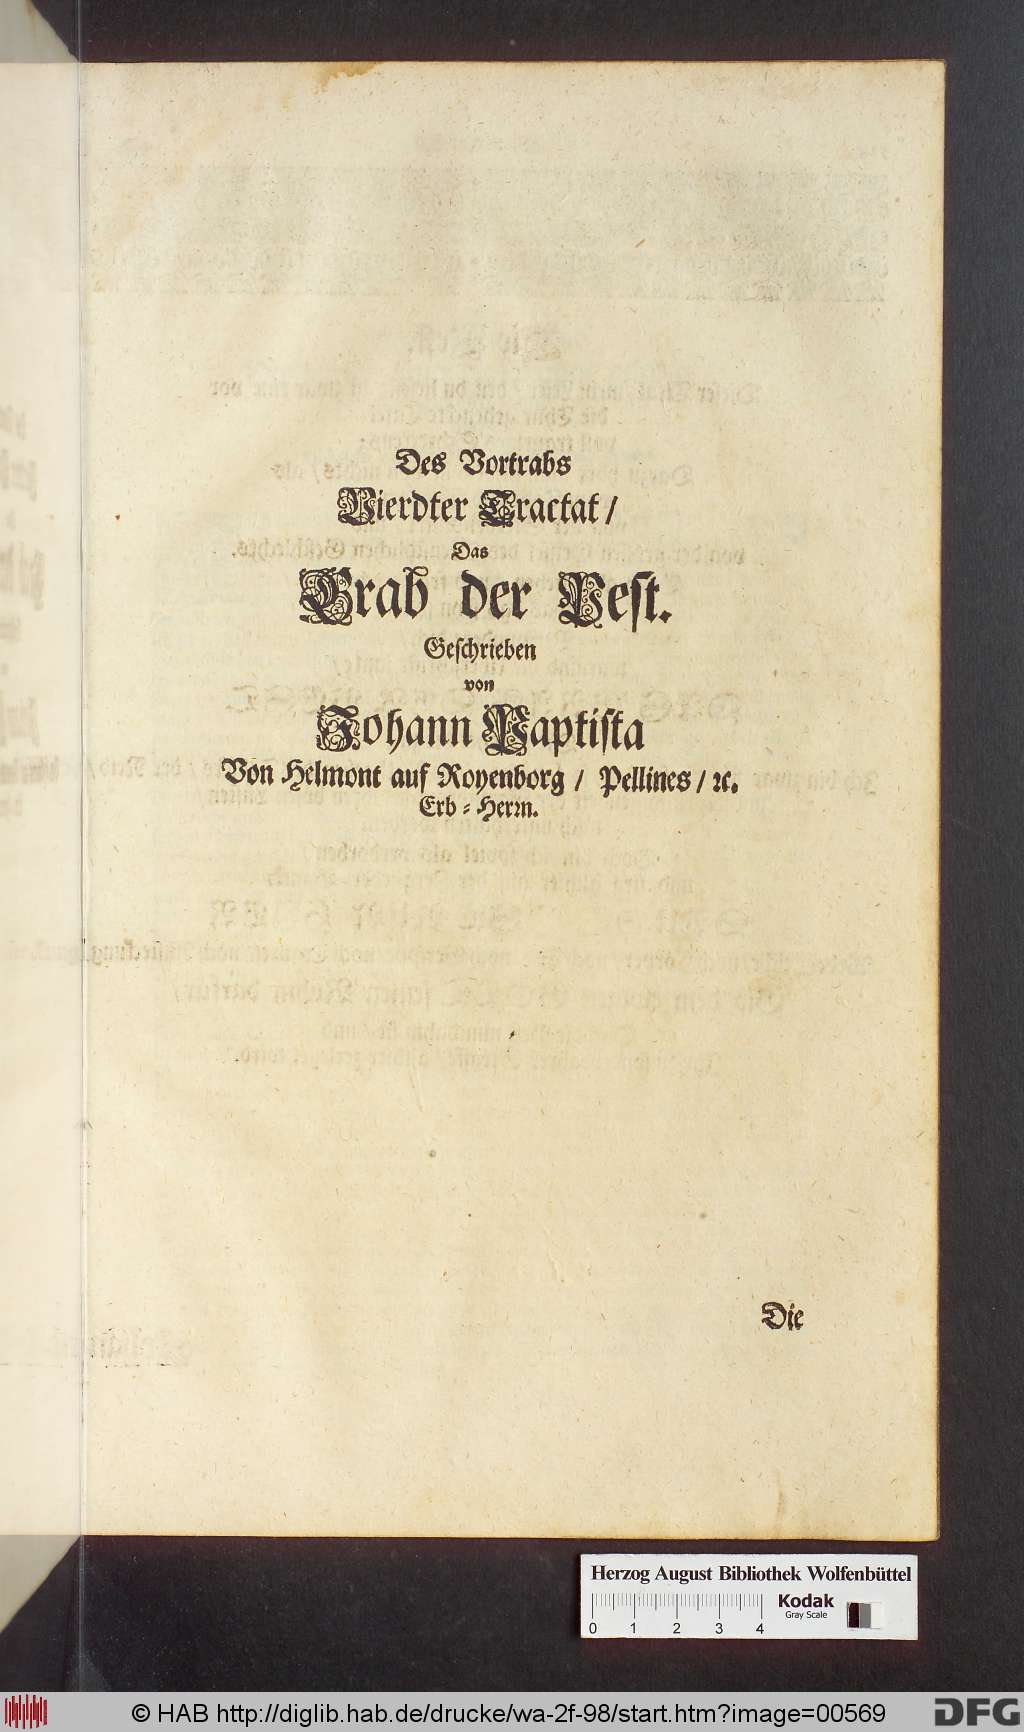 Des Vortrabs
Vierdter Tractat /
Das
Grab der Pest.
Geschrieben
von
Johann Baptista
Von Helmont auf Royenborg / Pellines / ꝛc.
Erb = Herrn.
Die
Herzog August Bibliothek Wolfenbüttel
Kodak
Gray Scale
0 1 2 3 4
© HAB http://diglib.hab.de/drucke/wa-2f-98/start.htm?image=00569
DFG